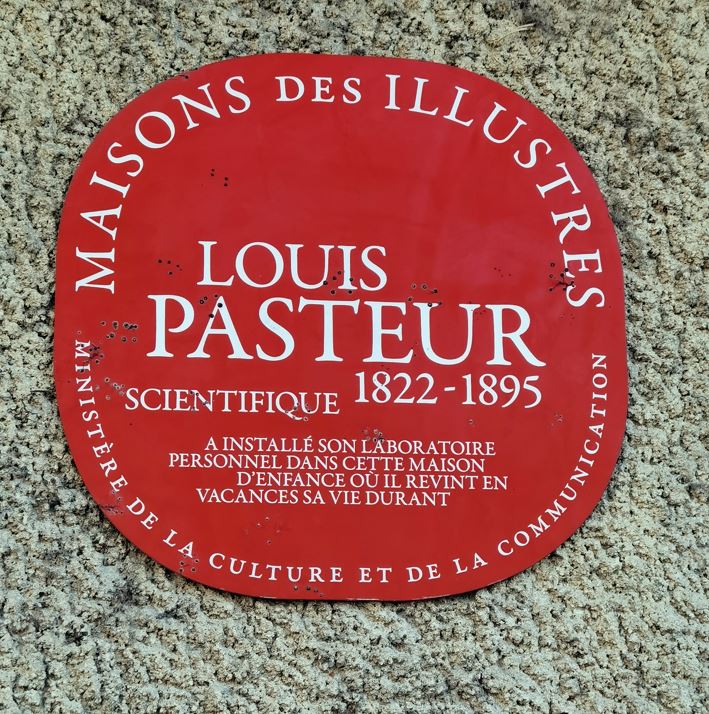 MAISONS DES ILLUSTRES
LOUIS
PASTEUR
SCIENTIFIQUE 1822-1895
A INSTALLÉ SON LABORATOIRE
PERSONNEL DANS CETTE MAISON
D'ENFANCE OÙ IL REVINT EN
VACANCES SA VIE DURANT
MINISTÈRE DE LA CULTURE ET DE LA COMMUNICATION